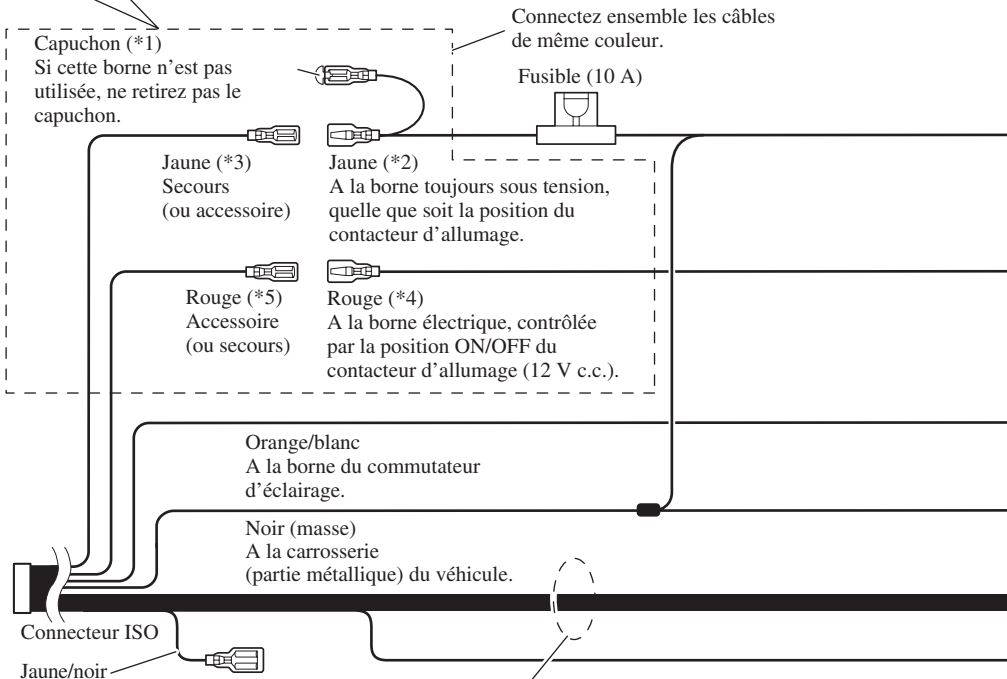 Connectez ensemble les câbles
de même couleur.
Capuchon (*1)
Si cette borne n'est pas
utilisée, ne retirez pas le
capuchon.
Fusible (10 A)
Jaune (*3)
Secours
(ou accessoire)
Jaune (*2)
A la borne toujours sous tension,
quelle que soit la position du
contacteur d'allumage.
Rouge (*5)
Accessoire
(ou secours)
Rouge (*4)
A la borne électrique, contrôlée
par la position ON/OFF du
contacteur d'allumage (12 V c.c.).
Orange/blanc
A la borne du commutateur
d'éclairage.
Noir (masse)
A la carrosserie
(partie métallique) du véhicule.
Connecteur ISO
Jaune/noir